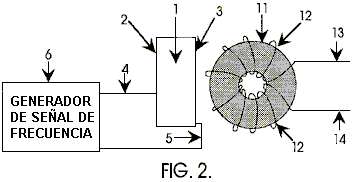 2
1
3
11
12
6
13
4
GENERADOR
DE SEÑAL DE
FRECUENCIA
5
12
14
FIG. 2.